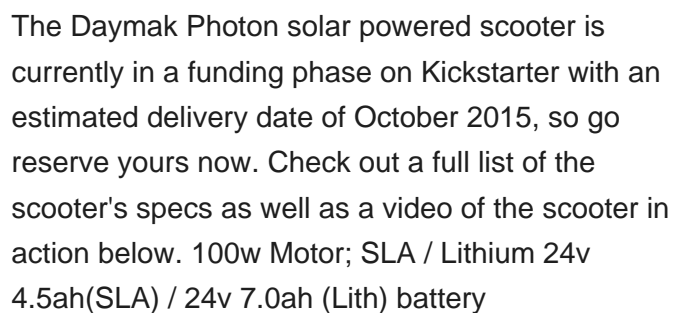 The Daymak Photon solar powered scooter is
currently in a funding phase on Kickstarter with an
estimated delivery date of October 2015, so go
reserve yours now. Check out a full list of the
scooter's specs as well as a video of the scooter in
action below. 100w Motor; SLA / Lithium 24v
4.5ah(SLA) / 24v 7.0ah (Lith) battery